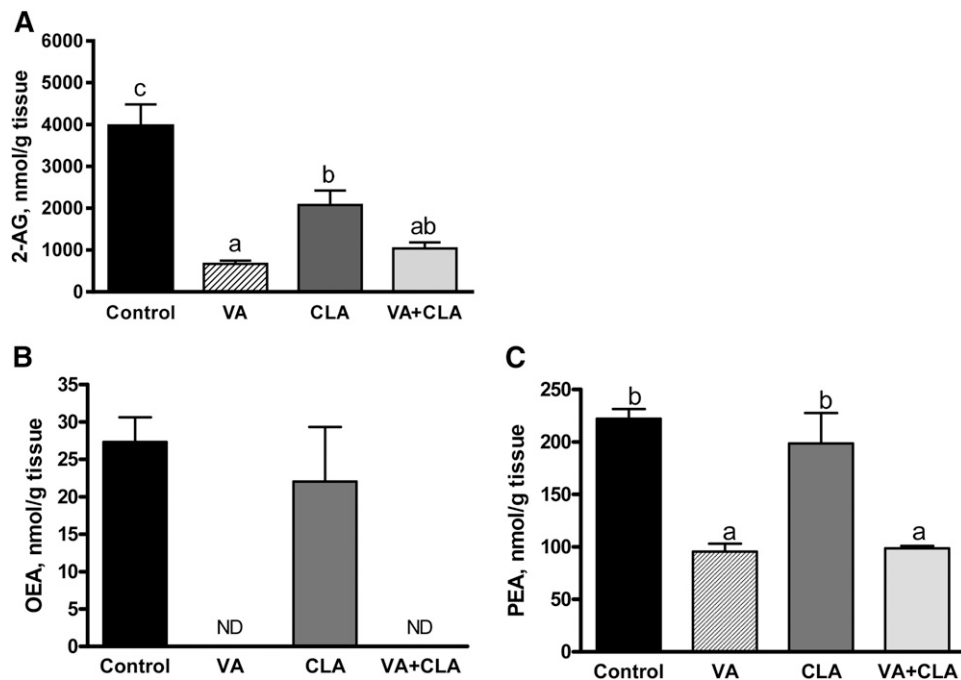 A
2-AG, nmol/g tissue
6000
5000
4000
3000
2000
1000
0
c
a
b
ab
Control VA CLA VA+CLA
B
OEA, nmol/g tissue
35
30
25
20
15
10
5
0
ND
ND
Control VA CLA VA+CLA
C
PEA, nmol/g tissue
250
200
150
100
50
0
b
a
b
a
Control VA CLA VA+CLA